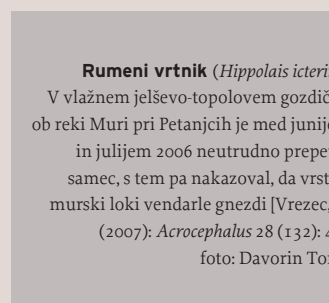 Rumeni vrtnik (Hippolais icteri
V vlažnem jelševo-topolovem gozdič
ob reki Muri pri Petanjcih je med junij
in julijem 2006 neutrudno prepe
samec, s tem pa nakazoval, da vrst
murski loki vendarle gnezdi [Vrezec,
(2007): Acrocephalus 28 (132): 4
foto: Davorin To